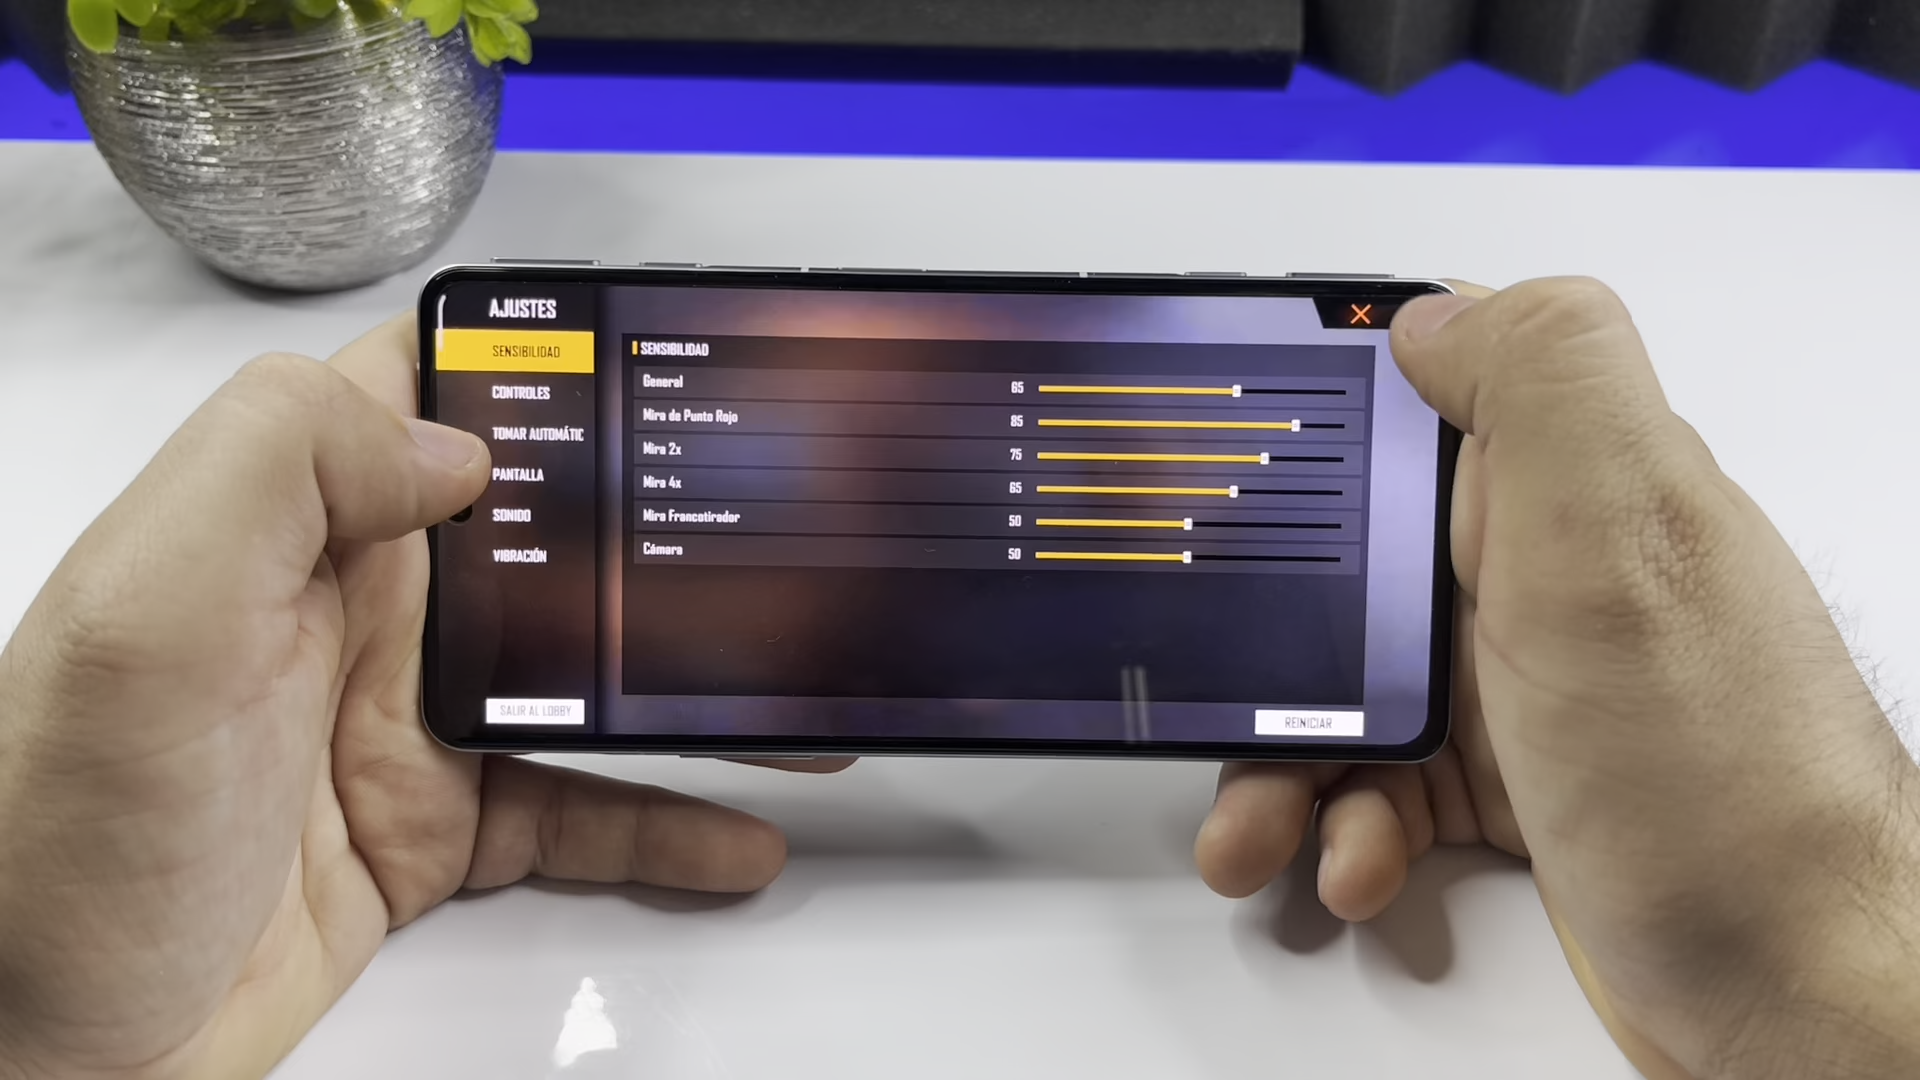 AJUSTES
SENSIBILIDAD
CONTROLES
TOMAR AUTOMÁTIC
PANTALLA
SONIDO
VIBRACIÓN
SALIR AL LOBBY
SENSIBILIDAD
General 65
Mira de Punto Rojo 85
Mira 2x 75
Mira 4x 65
Mira Francotirador 50
Cámara 50
REINICIAR